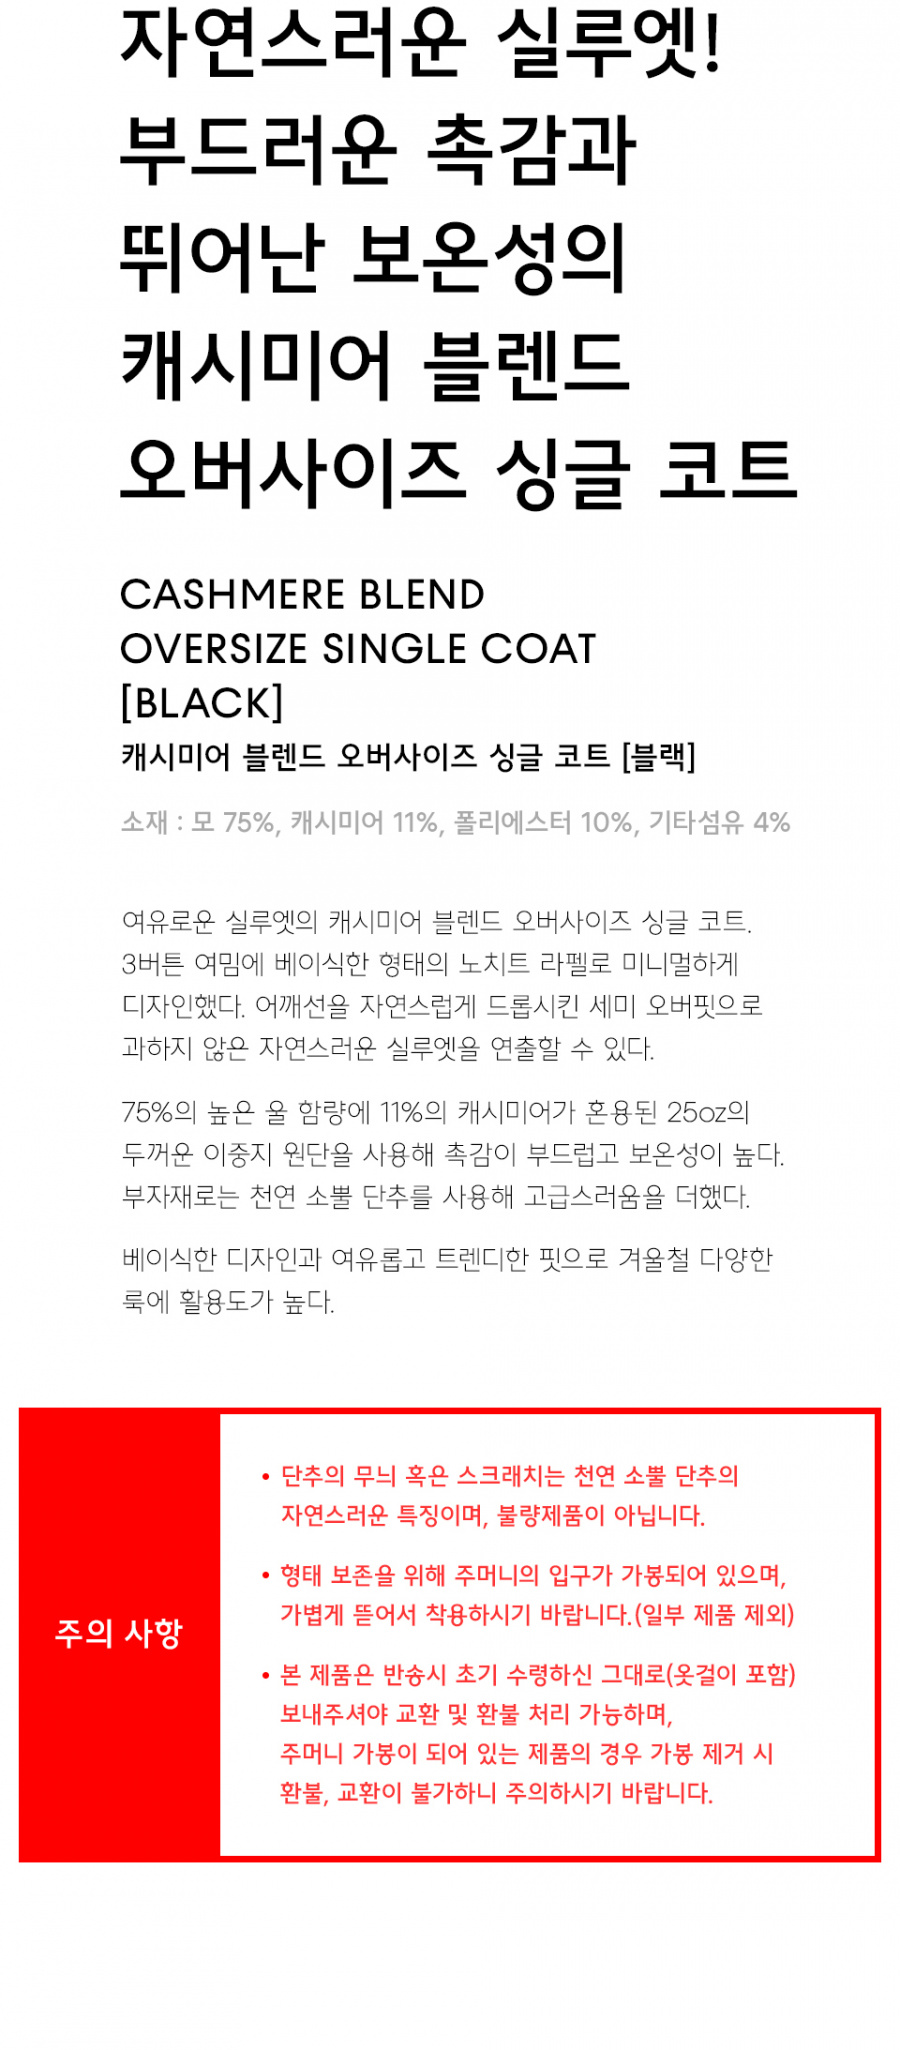 자연스러운 실루엣!
부드러운 촉감과
뛰어난 보온성의
캐시미어 블렌드
오버사이즈 싱글 코트
CASHMERE BLEND
OVERSIZE SINGLE COAT
[BLACK]
캐시미어 블렌드 오버사이즈 싱글 코트 [블랙]
소재 : 모 75%, 캐시미어 11%, 폴리에스터 10%, 기타섬유 4%
여유로운 실루엣의 캐시미어 블렌드 오버사이즈 싱글 코트.
3버튼 여밈에 베이식한 형태의 노치트 라펠로 미니멀하게
디자인했다. 어깨선을 자연스럽게 드롭시킨 세미 오버핏으로
과하지 않은 자연스러운 실루엣을 연출할 수 있다.
75%의 높은 울 함량에 11%의 캐시미어가 혼용된 25oz의
두꺼운 이중지 원단을 사용해 촉감이 부드럽고 보온성이 높다.
부자재로는 천연 소뿔 단추를 사용해 고급스러움을 더했다.
베이식한 디자인과 여유롭고 트렌디한 핏으로 겨울철 다양한
룩에 활용도가 높다.
주의 사항
• 단추의 무늬 혹은 스크래치는 천연 소뿔 단추의
자연스러운 특징이며, 불량제품이 아닙니다.
• 형태 보존을 위해 주머니의 입구가 가봉되어 있으며,
가볍게 뜯어서 착용하시기 바랍니다.(일부 제품 제외)
• 본 제품은 반송시 초기 수령하신 그대로(옷걸이 포함)
보내주셔야 교환 및 환불 처리 가능하며,
주머니 가봉이 되어 있는 제품의 경우 가봉 제거 시
환불, 교환이 불가하니 주의하시기 바랍니다.